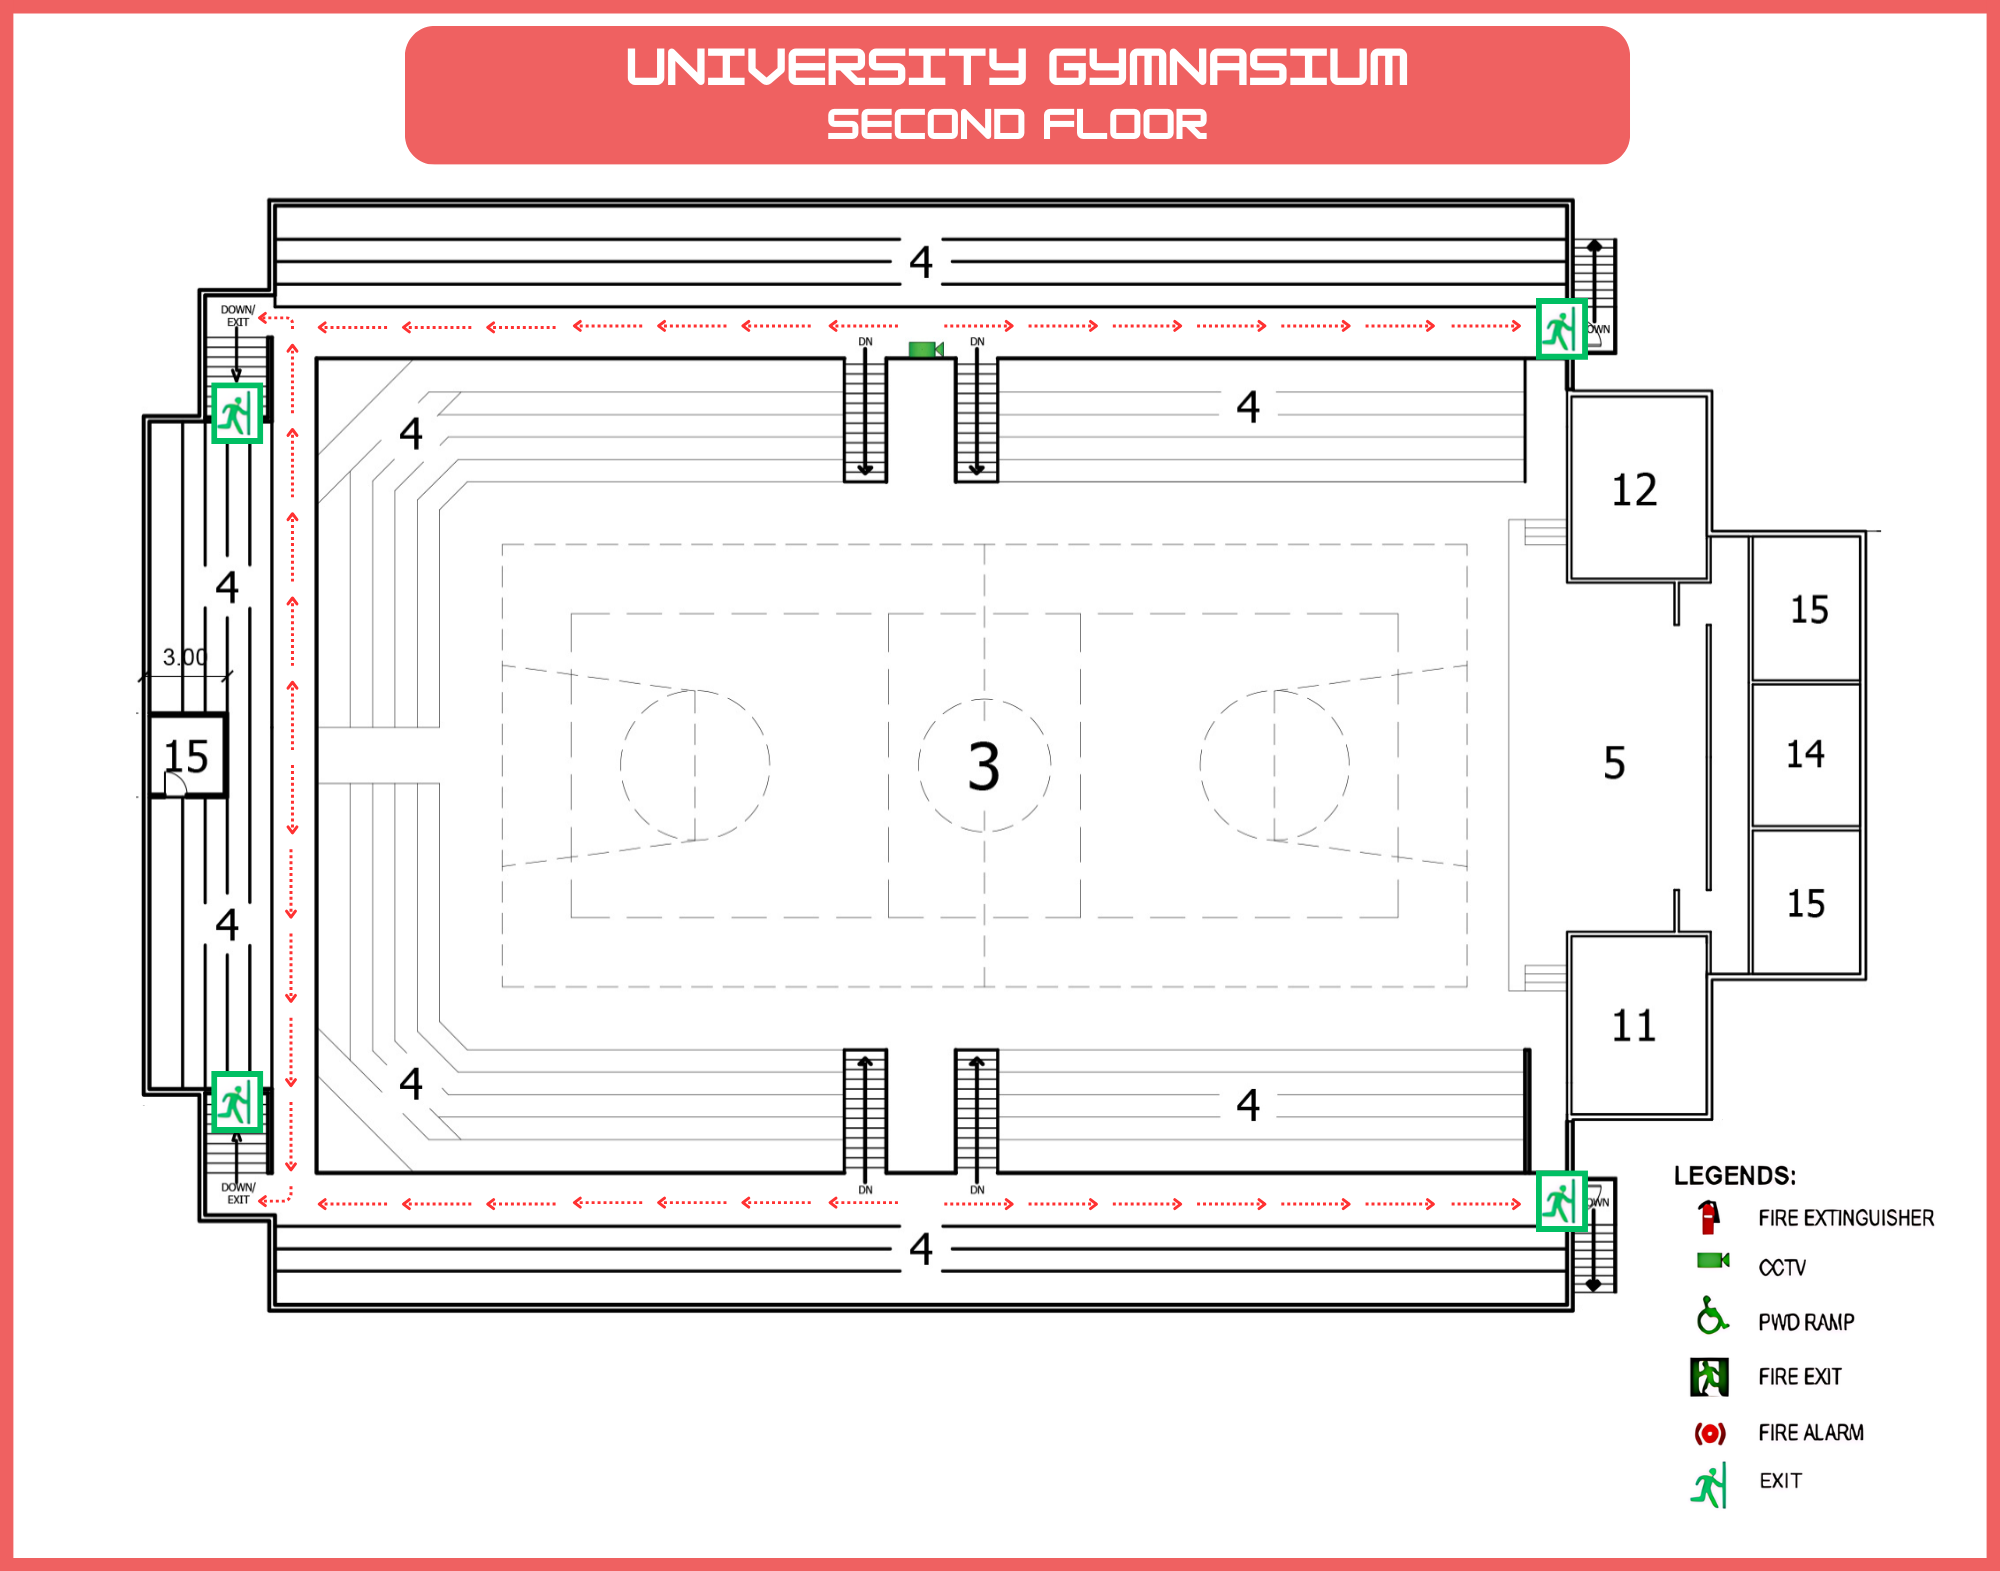 UNIVERSITY GYMNASIUM
SECOND FLOOR
4
DOWN/
EXIT
DOWN
DN
DN
4
4
12
4
15
3.00
15
3
5
14
15
4
11
4
4
DOWN/
EXIT
DN
DN
DOWN
4
LEGENDS:
FIRE EXTINGUISHER
CCTV
PWD RAMP
FIRE EXIT
FIRE ALARM
EXIT